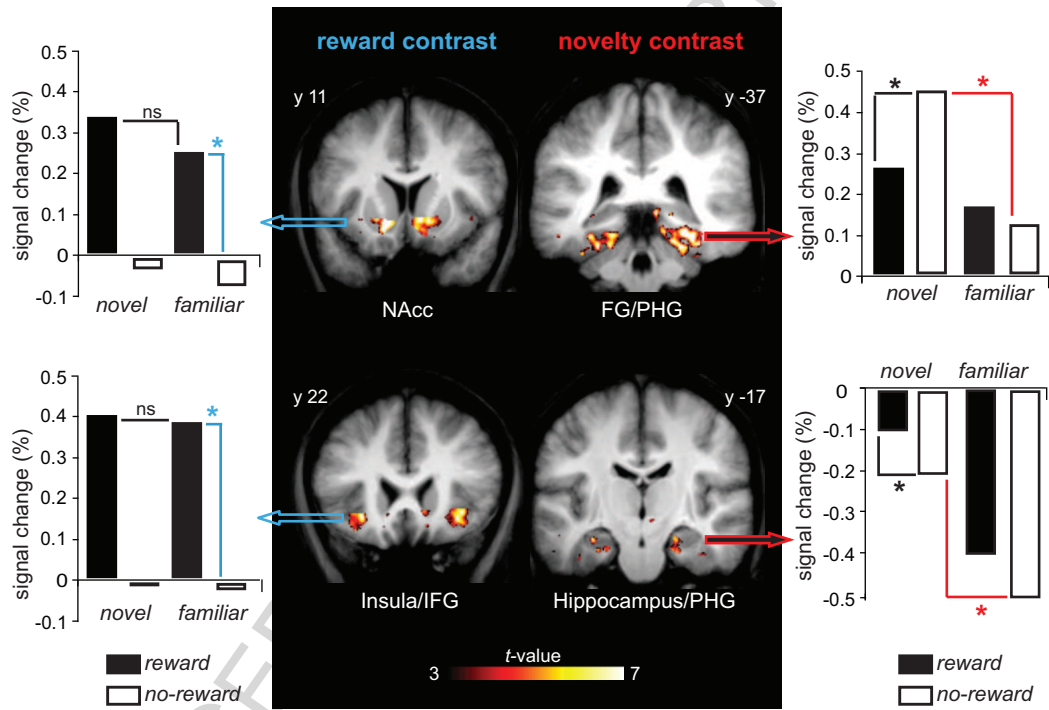 reward contrast
novelty contrast
y 11
y -37
NAcc
FG/PHG
y 22
y -17
Insula/IFG
Hippocampus/PHG
t-value
3
7
signal change (%)
0.5
0.4
0.3
0.2
0.1
0
-0.1
ns
*
novel
familiar
signal change (%)
0.5
0.4
0.3
0.2
0.1
0
-0.1
ns
*
novel
familiar
reward
no-reward
signal change (%)
0.5
0.4
0.3
0.2
0.1
0
*
*
novel
familiar
novel
familiar
signal change (%)
0
-0.1
-0.2
-0.4
-0.4
-0.5
*
*
reward
no-reward